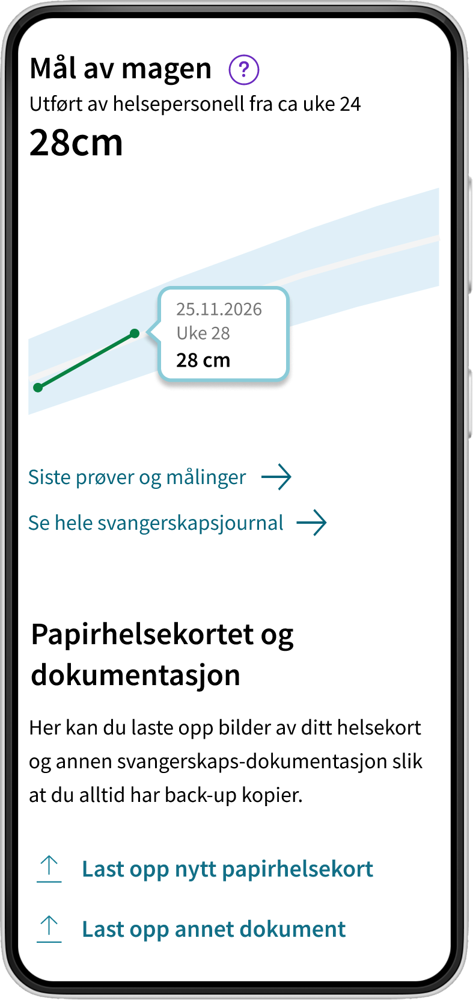 Mål av magen ?
Utført av helsepersonell fra ca uke 24
28cm
25.11.2026
Uke 28
28 cm
Siste prøver og målinger
Se hele svangerskapsjournal
Papirhelsekortet og
dokumentasjon
Her kan du laste opp bilder av ditt helsekort
og annen svangerskaps-dokumentasjon slik
at du alltid har back-up kopier.
Last opp nytt papirhelsekort
Last opp annet dokument